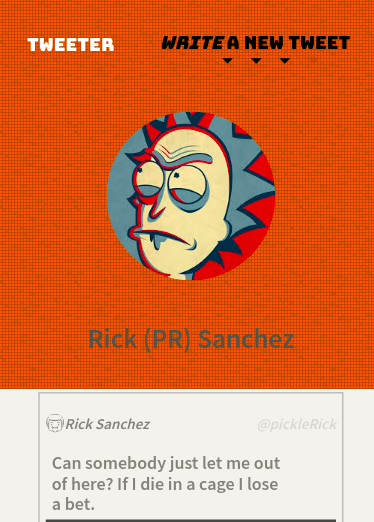 TWEETER
WRITE A NEW TWEET
Rick (PR) Sanchez
Rick Sanchez
@pickleRick
Can somebody just let me out
of here? If I die in a cage I lose
a bet.